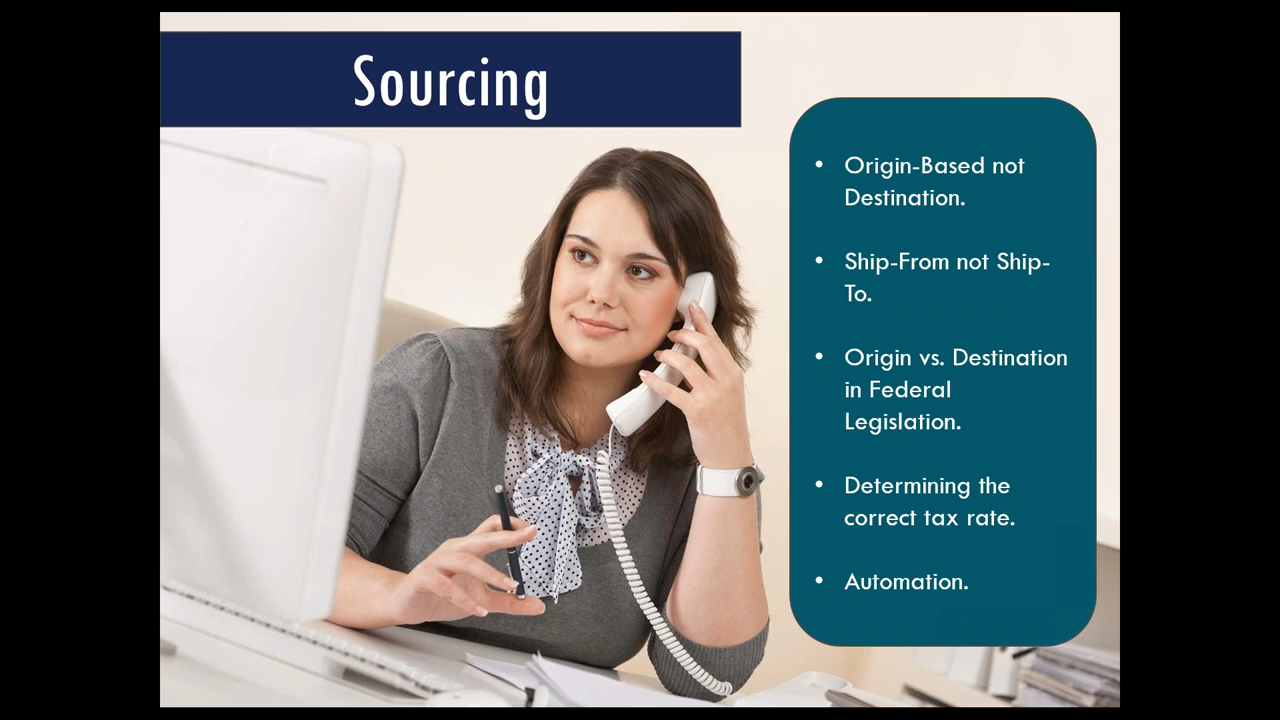 Sourcing
• Origin-Based not
Destination.
• Ship-From not Ship-
To.
• Origin vs. Destination
in Federal
Legislation.
• Determining the
correct tax rate.
• Automation.